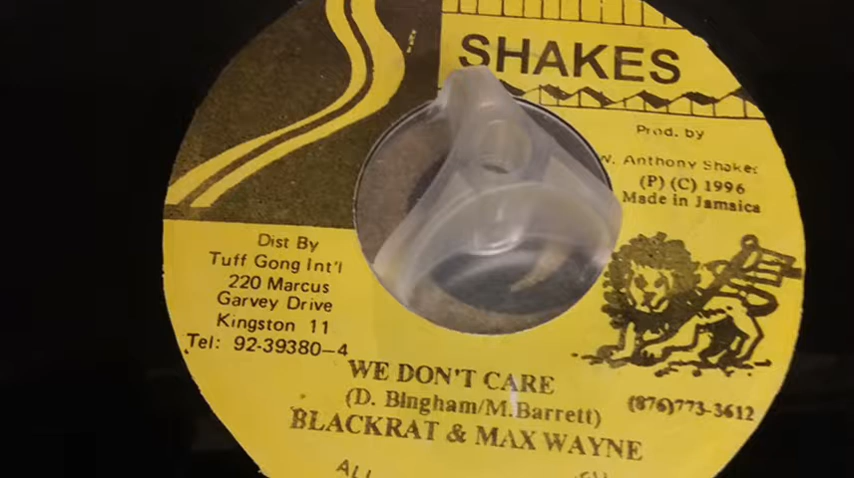 SHAKES
Prod. by
W. Anthony Shakes
(P) (C) 1996
Made in Jamaica
Dist By
Tuff Gong Int'l
220 Marcus
Garvey Drive
Kingston 11
Tel: 92-39380-4
WE DON'T CARE
(D. Bingham/M.Barrett)
(876)773-3612
BLACKRAT & MAX WAYNE
ALL